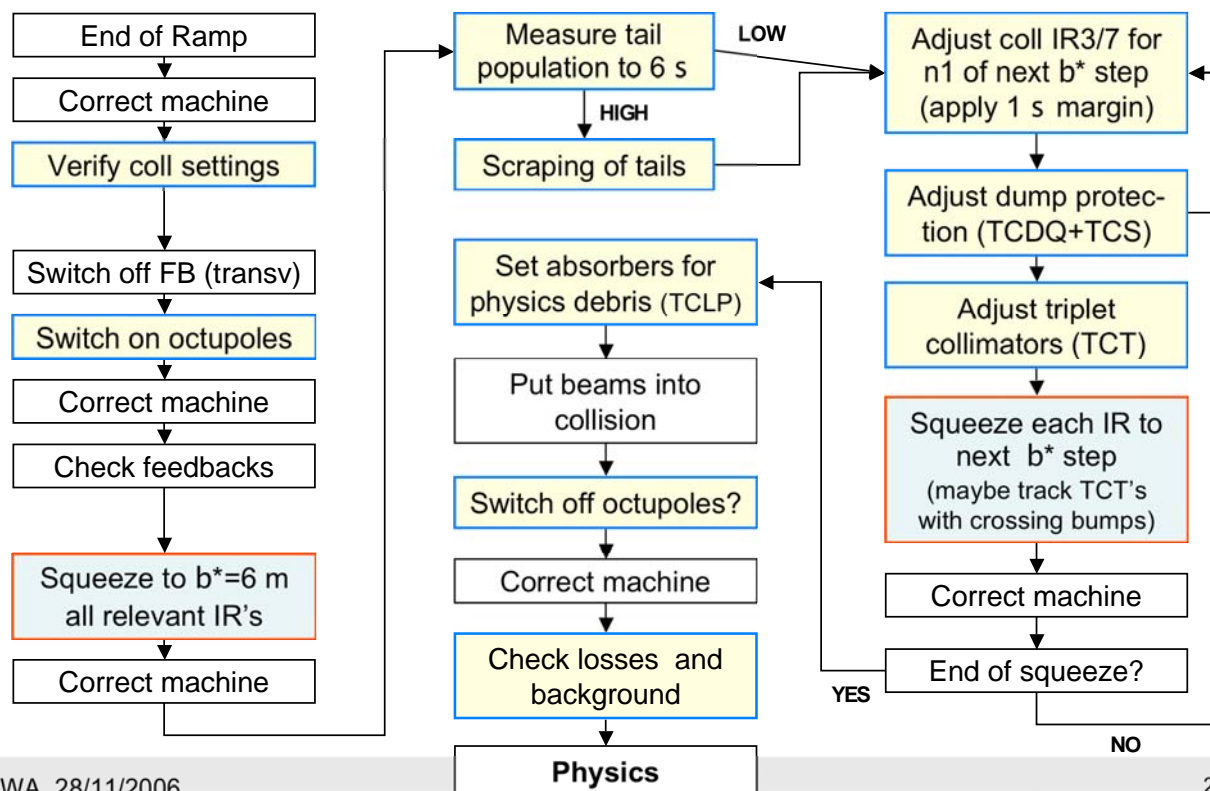 End of Ramp
Correct machine
Verify coll settings
Switch off FB (transv)
Switch on octupoles
Correct machine
Check feedbacks
Squeeze to b*=6 m
all relevant IR's
Correct machine
Measure tail
population to 6 s
LOW
HIGH
Scraping of tails
Adjust coll IR3/7 for
n1 of next b* step
(apply 1 s margin)
Adjust dump protec-
tion (TCDQ+TCS)
Adjust triplet
collimators (TCT)
Squeeze each IR to
next b* step
(maybe track TCT's
with crossing bumps)
Correct machine
End of squeeze?
YES
NO
Set absorbers for
physics debris (TCLP)
Put beams into
collision
Switch off octupoles?
Correct machine
Check losses and
background
Physics
WA 28/11/2006
2